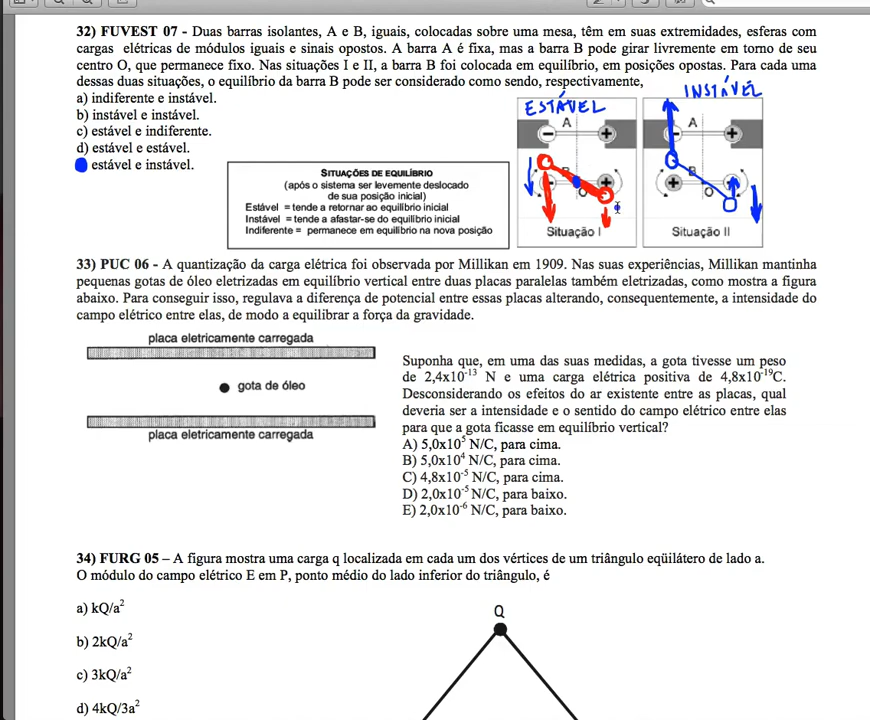 32) FUVEST 07 - Duas barras isolantes, A e B, iguais, colocadas sobre uma mesa, têm em suas extremidades, esferas com
cargas elétricas de módulos iguais e sinais opostos. A barra A é fixa, mas a barra B pode girar livremente em torno de seu
centro O, que permanece fixo. Nas situações I e II, a barra B foi colocada em equilíbrio, em posições opostas. Para cada uma
dessas duas situações, o equilíbrio da barra B pode ser considerado como sendo, respectivamente,
a) indiferente e instável.
b) instável e instável.
c) estável e indiferente.
d) estável e estável.
estável e instável.
SITUAÇÕES DE EQUILÍBRIO
(após o sistema ser levemente deslocado
de sua posição inicial)
Estável = tende a retornar ao equilíbrio inicial
Instável = tende a afastar-se do equilíbrio inicial
Indiferente = permanece em equilíbrio na nova posição
ESTÁVEL
A
B
Situação I
INSTÁVEL
A
B
O
Situação II
33) PUC 06 - A quantização da carga elétrica foi observada por Millikan em 1909. Nas suas experiências, Millikan mantinha
pequenas gotas de óleo eletrizadas em equilíbrio vertical entre duas placas paralelas também eletrizadas, como mostra a figura
abaixo. Para conseguir isso, regulava a diferença de potencial entre essas placas alterando, consequentemente, a intensidade do
campo elétrico entre elas, de modo a equilibrar a força da gravidade.
placa eletricamente carregada
gota de óleo
placa eletricamente carregada
Suponha que, em uma das suas medidas, a gota tivesse um peso
de 2,4x10⁻¹³ N e uma carga elétrica positiva de 4,8x10⁻¹⁹C.
Desconsiderando os efeitos do ar existente entre as placas, qual
deveria ser a intensidade e o sentido do campo elétrico entre elas
para que a gota ficasse em equilíbrio vertical?
A) 5,0x10⁵ N/C, para cima.
B) 5,0x10⁴ N/C, para cima.
C) 4,8x10⁻⁵ N/C, para cima.
D) 2,0x10⁻⁵ N/C, para baixo.
E) 2,0x10⁻⁶ N/C, para baixo.
34) FURG 05 – A figura mostra uma carga q localizada em cada um dos vértices de um triângulo eqüilátero de lado a.
O módulo do campo elétrico E em P, ponto médio do lado inferior do triângulo, é
a) kQ/a²
b) 2kQ/a²
c) 3kQ/a²
d) 4kQ/3a²
Q